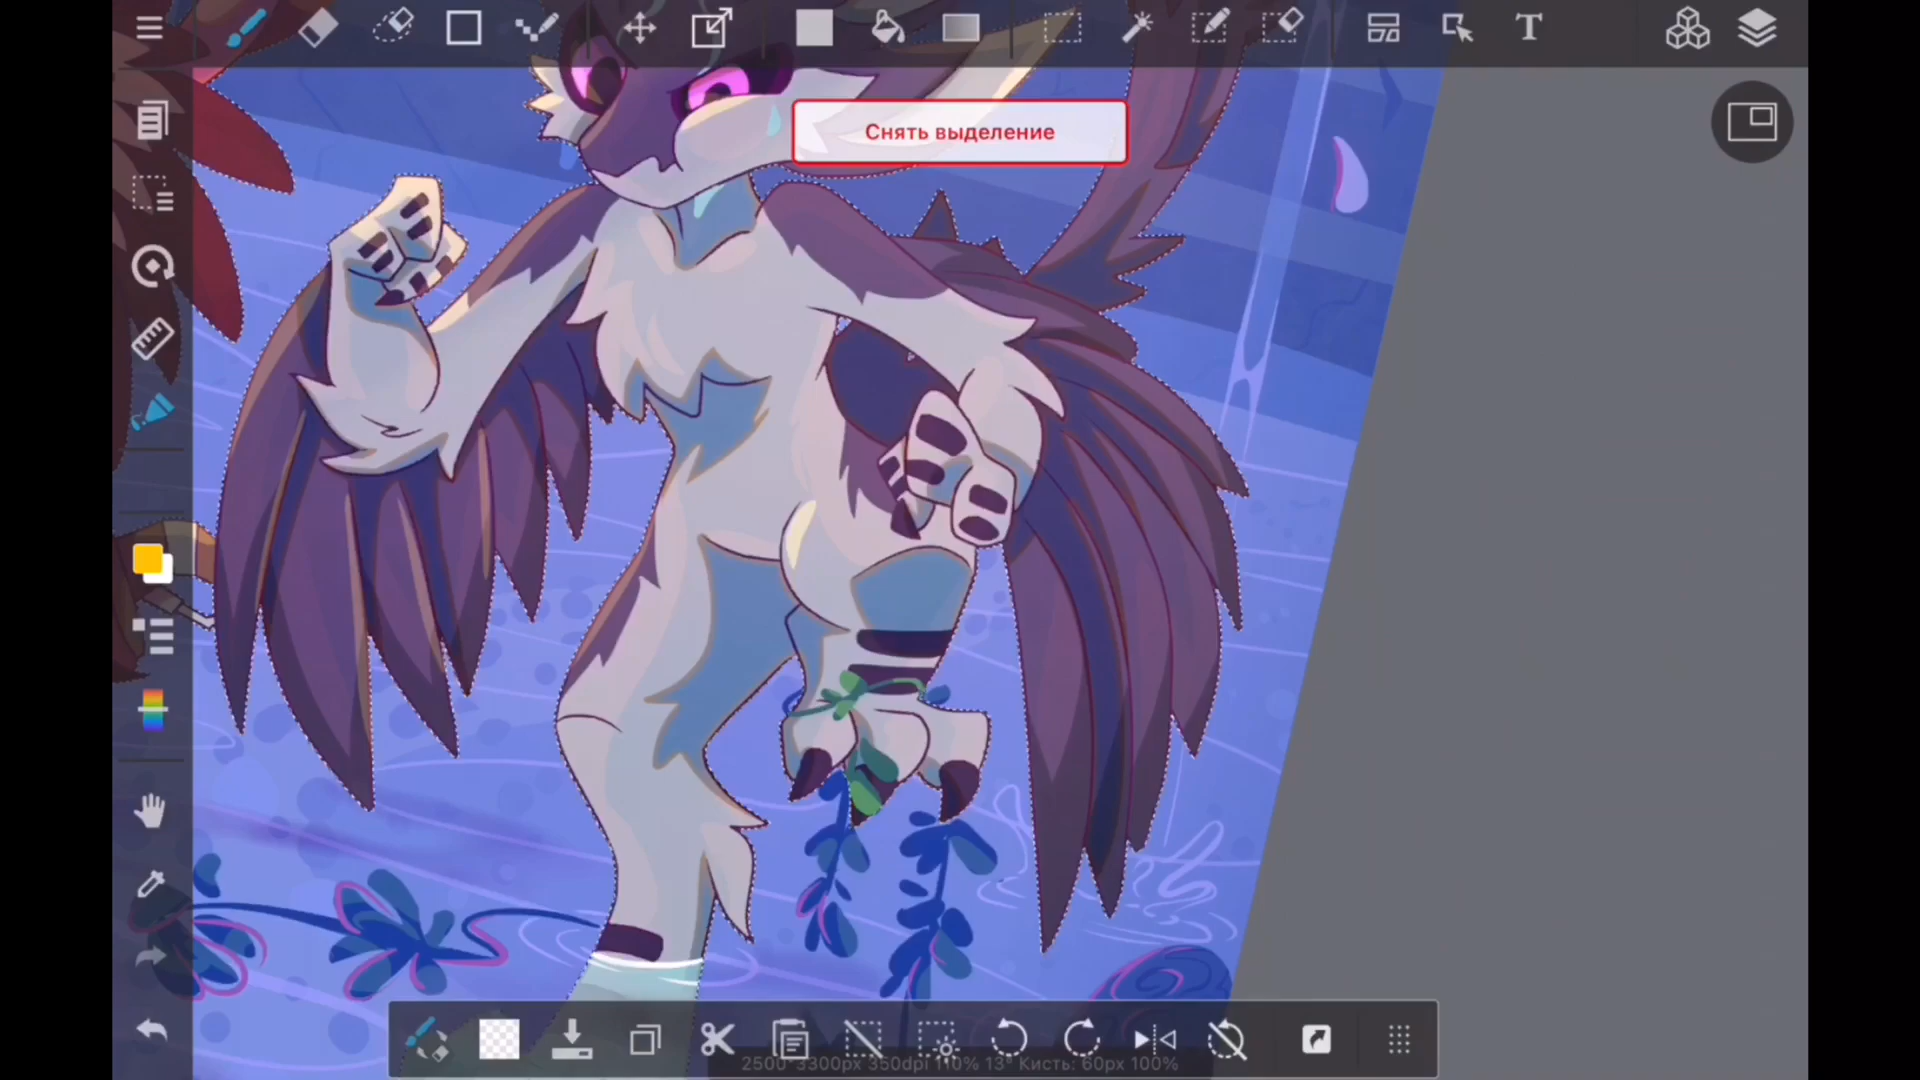 T
Снять выделение
2500*3300px 350dpi 110% 13° Кисть: 60px 100%